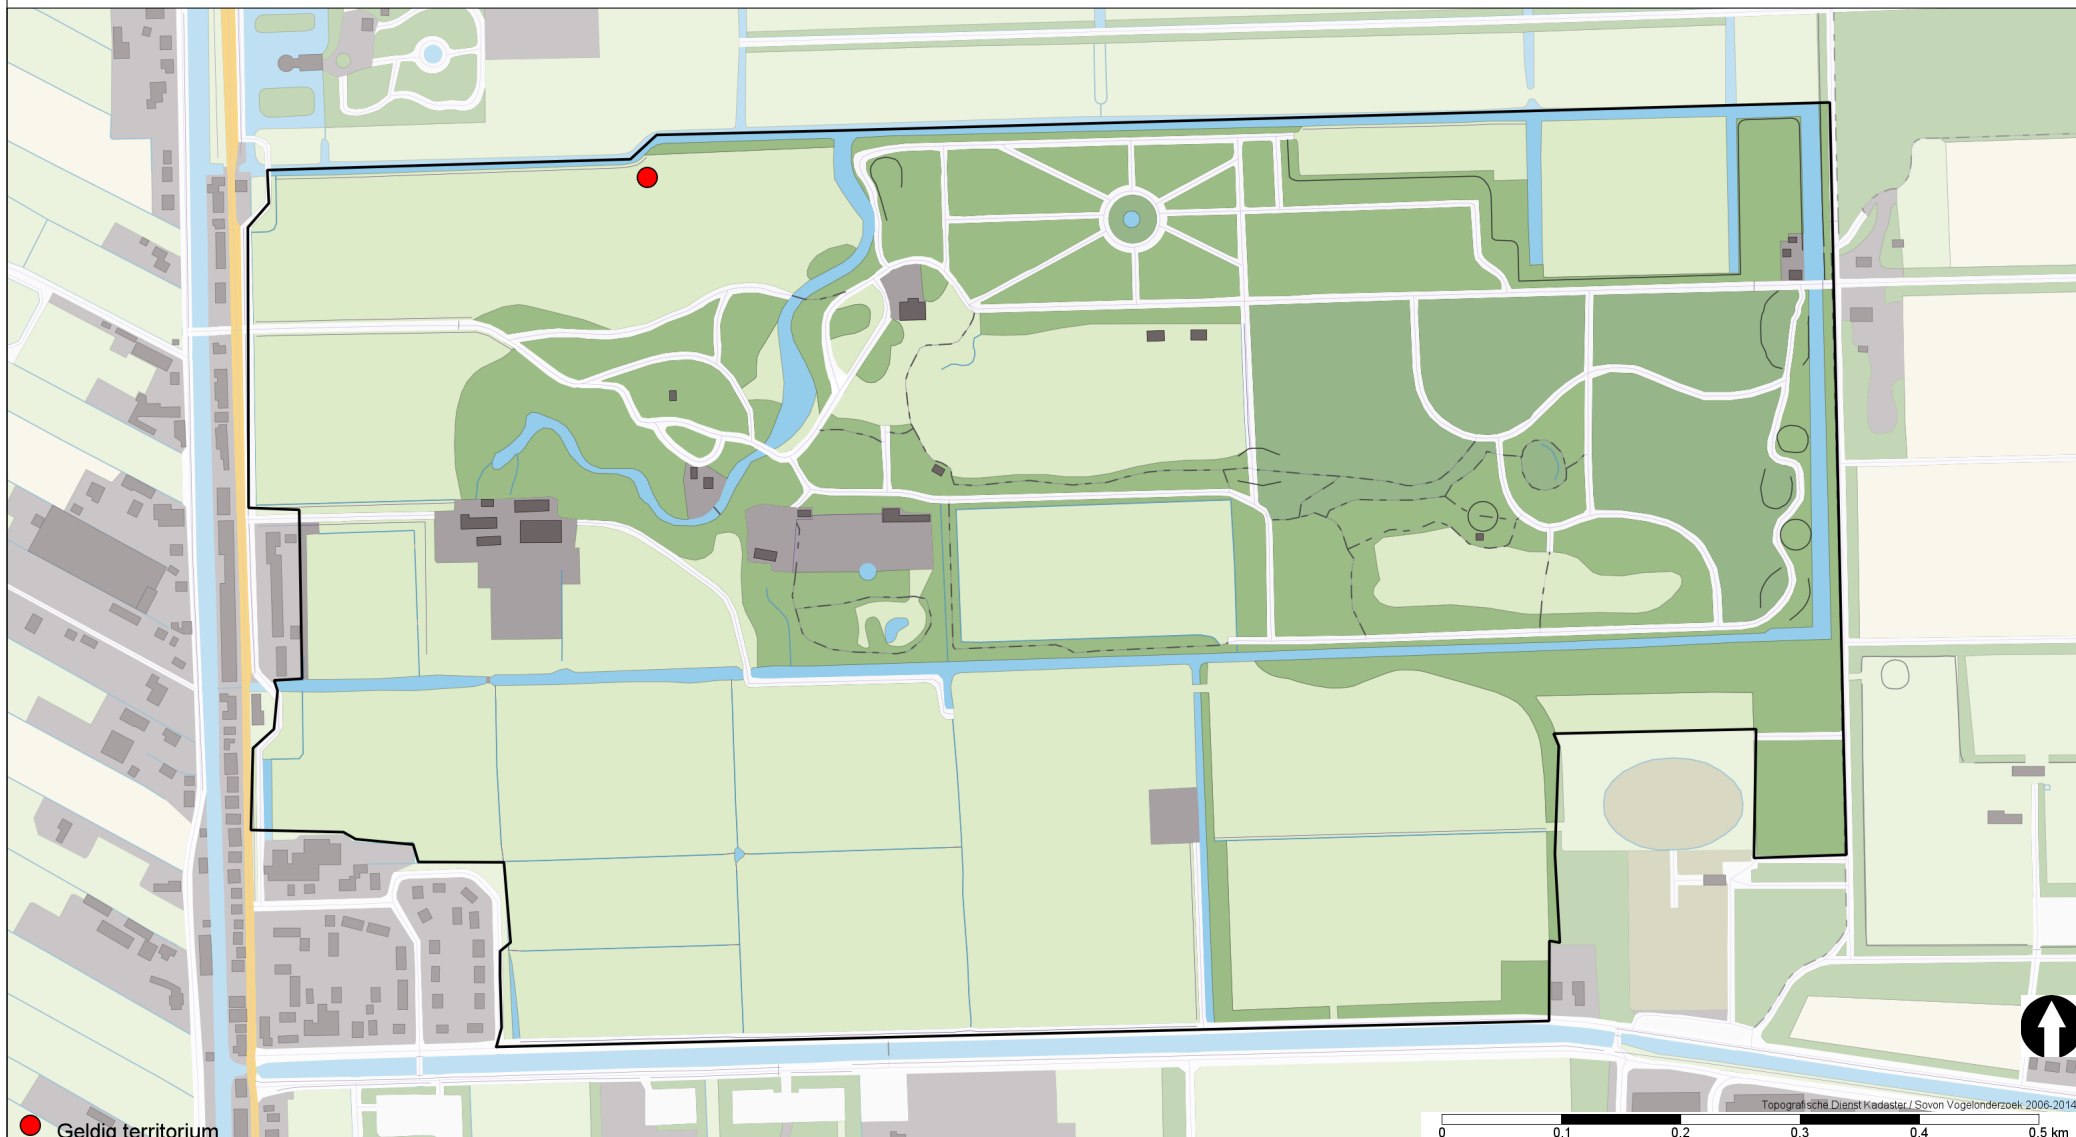 Topografische Dienst Kadaster / Sovon Vogelonderzoek 2006-2014
Geldig territorium
0 0.1 0.2 0.3 0.4 0.5 km